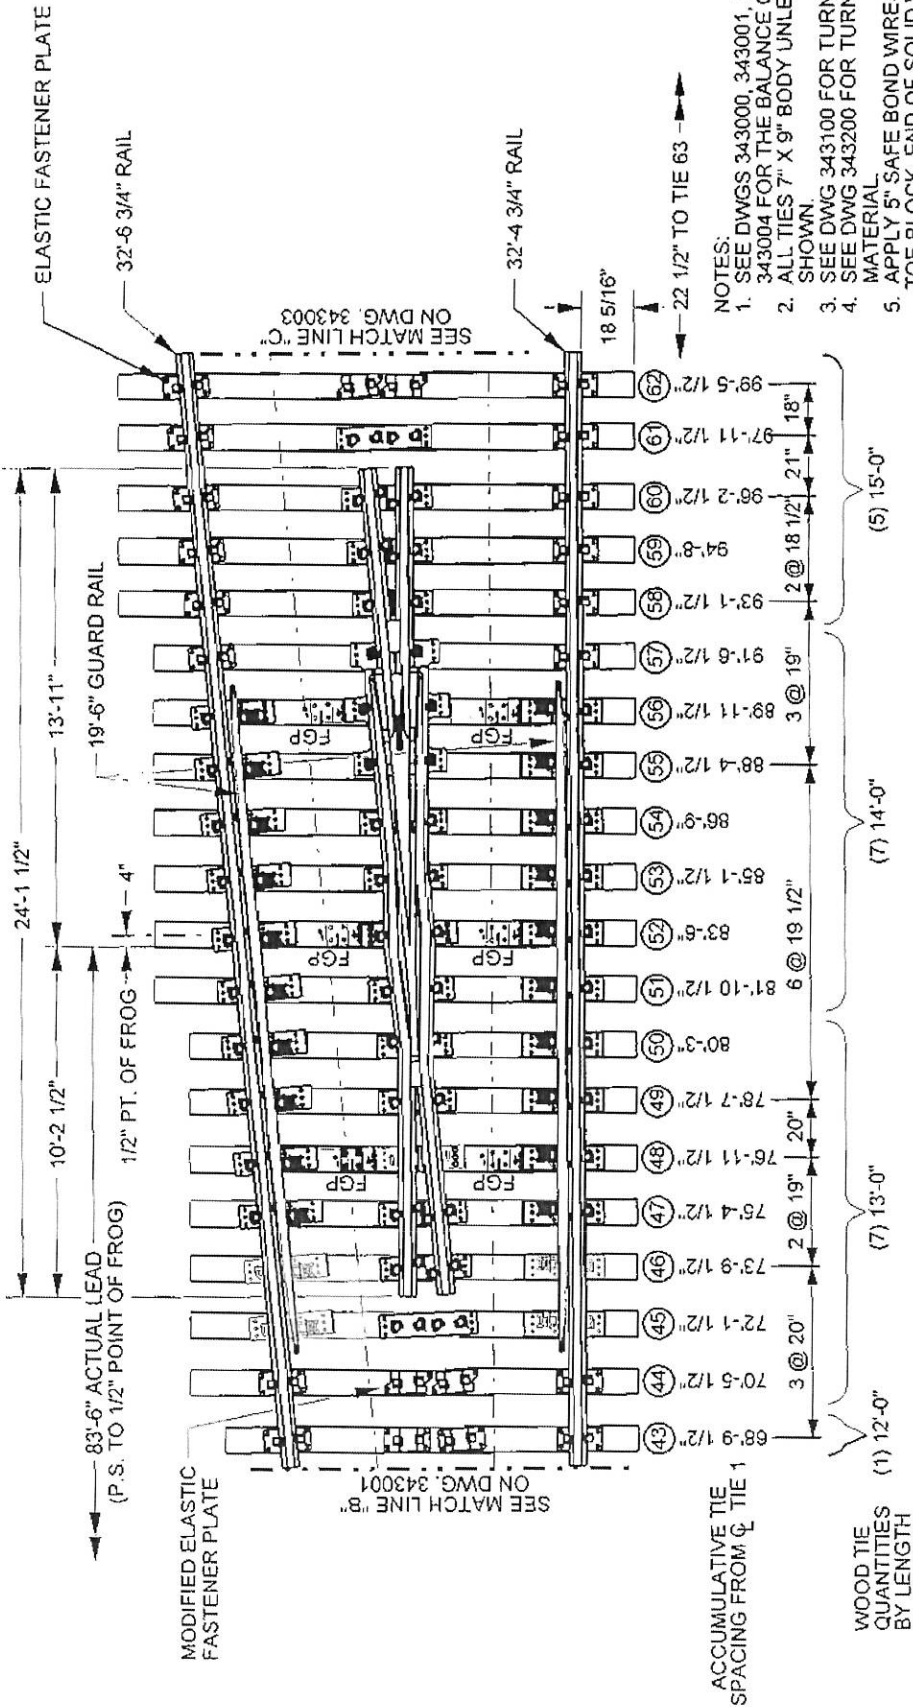 ELASTIC FASTENER PLATE
32'-6 3/4" RAIL
32'-4 3/4" RAIL
24'-1 1/2"
13'-11"
10'-2 1/2"
19'-6" GUARD RAIL
4"
1/2" PT. OF FROG
83'-6" ACTUAL LEAD
(P.S. TO 1/2" POINT OF FROG)
MODIFIED ELASTIC
FASTENER PLATE
SEE MATCH LINE "B"
ON DWG. 343001
SEE MATCH LINE "C"
ON DWG. 343003
FGP
FGP
FGP
FGP
FGP
FGP
18 5/16"
22 1/2" TO TIE 63
43 44 45 46 47 48 49 50 51 52 53 54 55 56 57 58 59 60 61 62
68'-9 1/2" 70'-5 1/2" 72'-1 1/2" 73'-9 1/2" 75'-4 1/2" 76'-11 1/2" 78'-7 1/2" 80'-3" 81'-10 1/2" 83'-6" 85'-1 1/2" 86'-9" 88'-4 1/2" 89'-11 1/2" 91'-6 1/2" 93'-1 1/2" 94'-8" 96'-2 1/2" 97'-11 1/2" 99'-5 1/2"
ACCUMULATIVE TIE
SPACING FROM ℄ TIE 1
3 @ 20" 2 @ 19" 20" 6 @ 19 1/2" 3 @ 19" 2 @ 18 1/2" 21" 18"
WOOD TIE
QUANTITIES
BY LENGTH
(1) 12'-0" (7) 13'-0" (7) 14'-0" (5) 15'-0"
NOTES:
1. SEE DWGS 343000, 343001,
343004 FOR THE BALANCE
2. ALL TIES 7" X 9" BODY UNLE
SHOWN.
3. SEE DWG 343100 FOR TURN
4. SEE DWG 343200 FOR TURN
MATERIAL.
5. APPLY 5" SAFE BOND WIRE
TOE BLOCK, END OF SOLID